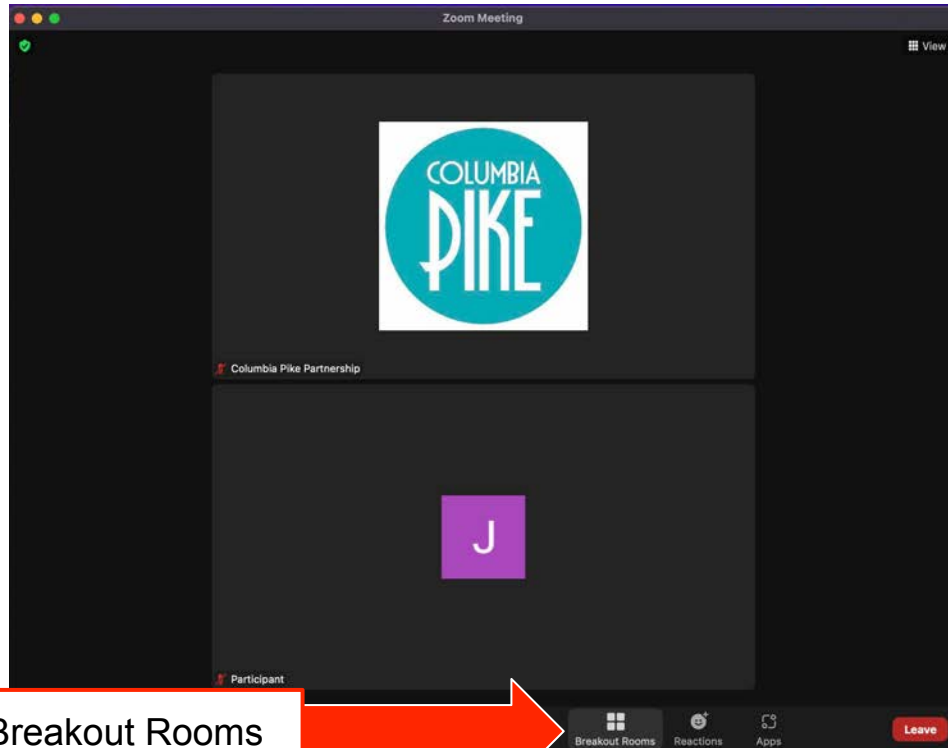 Zoom Meeting
View
COLUMBIA
PIKE
Columbia Pike Partnership
J
Participant
Breakout Rooms
Breakout Rooms
Reactions
Apps
Leave